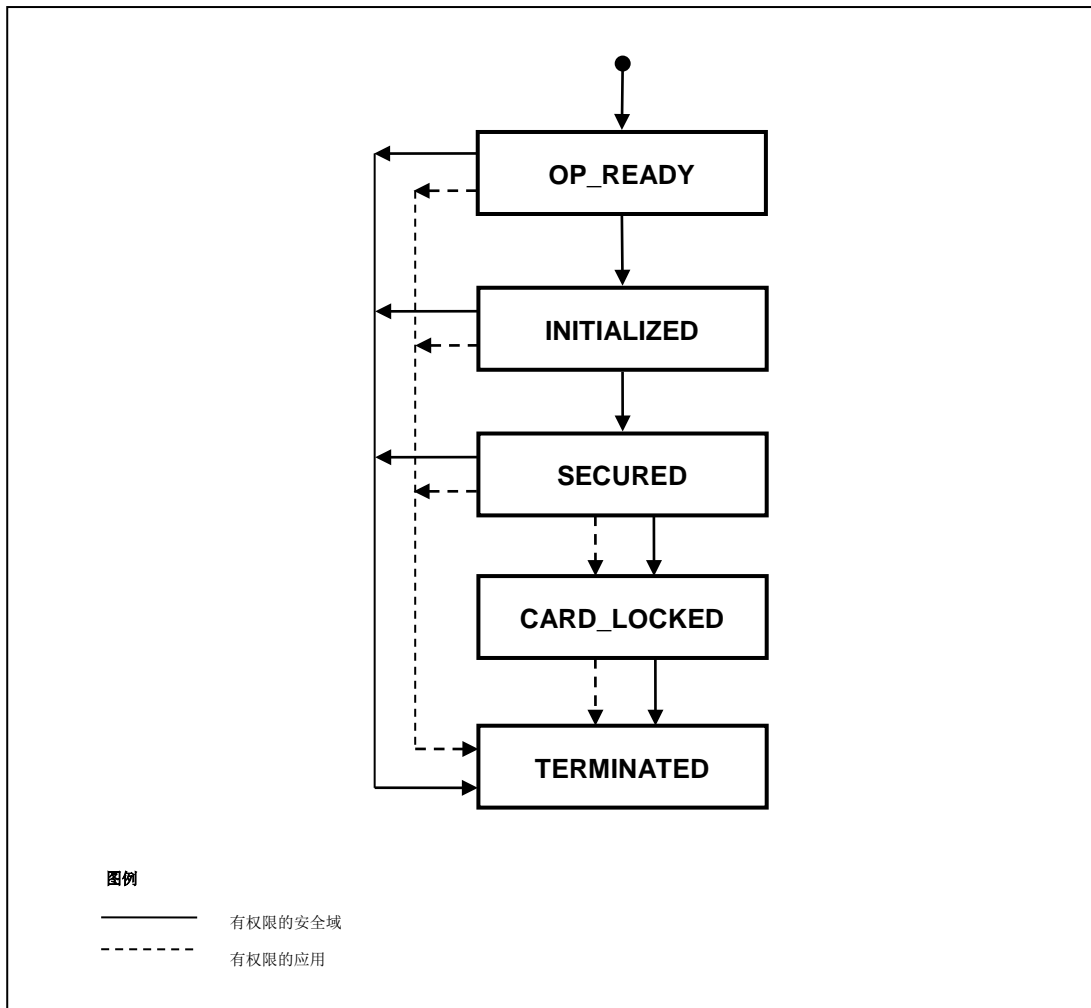 OP_READY
INITIALIZED
SECURED
CARD_LOCKED
TERMINATED
图例
有权限的安全域
有权限的应用